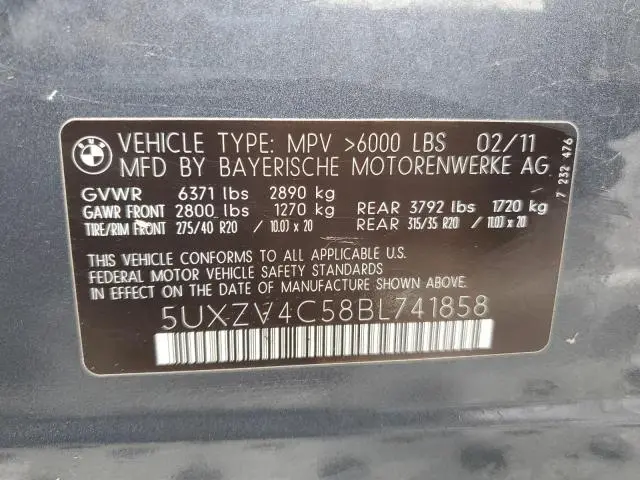 BMW
VEHICLE TYPE: MPV >6000 LBS 02/11
MFD BY BAYERISCHE MOTORENWERKE AG
GVWR 6371 lbs 2890 kg
GAWR FRONT 2800 lbs 1270 kg REAR 3792 lbs 1720 kg
TIRE/RIM FRONT 275/40 R20 // 10.0J x 20 REAR 315/35 R20 // 11.0J x 20
THIS VEHICLE CONFORMS TO ALL APPLICABLE
FEDERAL MOTOR VEHICLE SAFETY STANDARDS
IN EFFECT ON THE DATE OF MANUFACTURE
SHOWN ABOVE.
5UXZV4C58BL741858
7 232 476